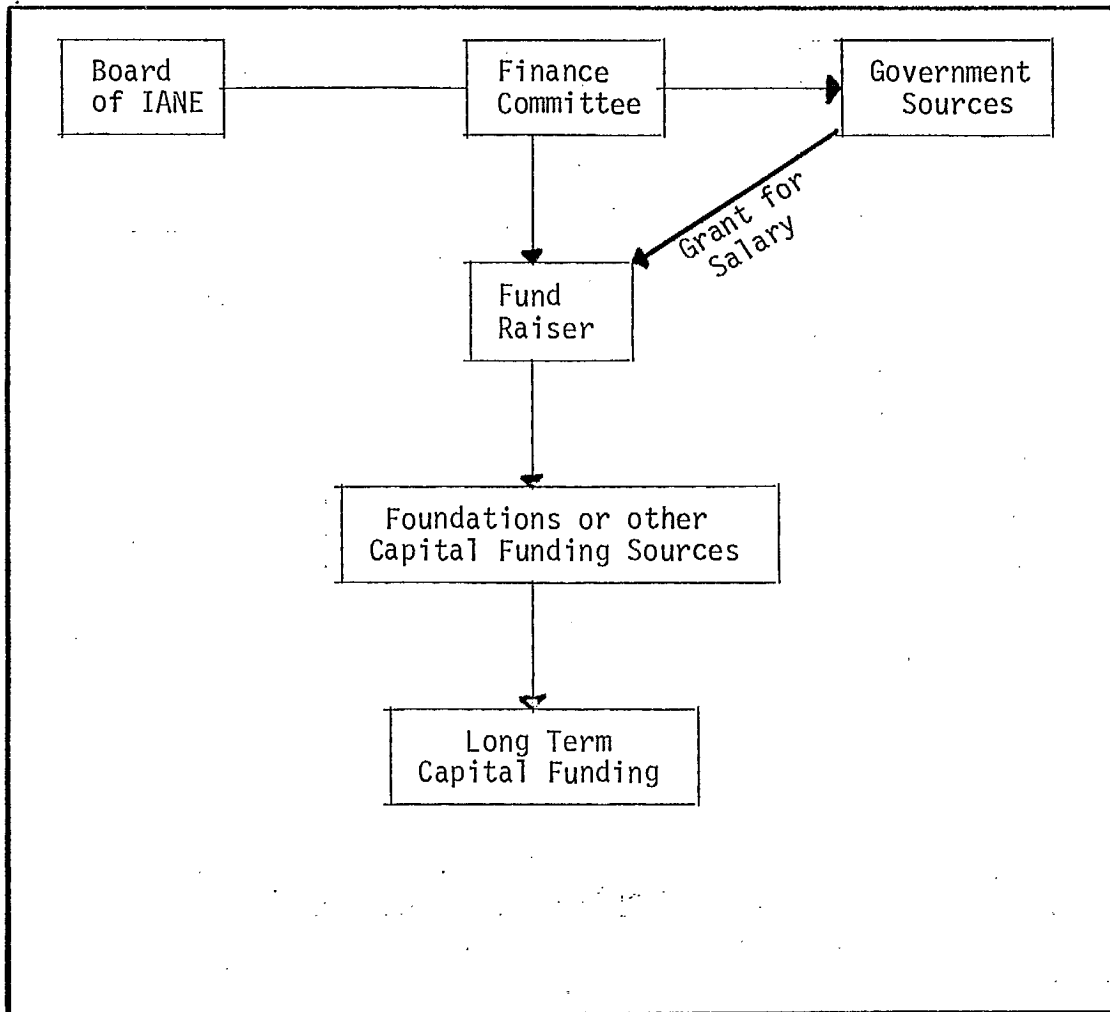 Board
of IANE
Finance
Committee
Government
Sources
Grant for
Salary
Fund
Raiser
Foundations or other
Capital Funding Sources
Long Term
Capital Funding